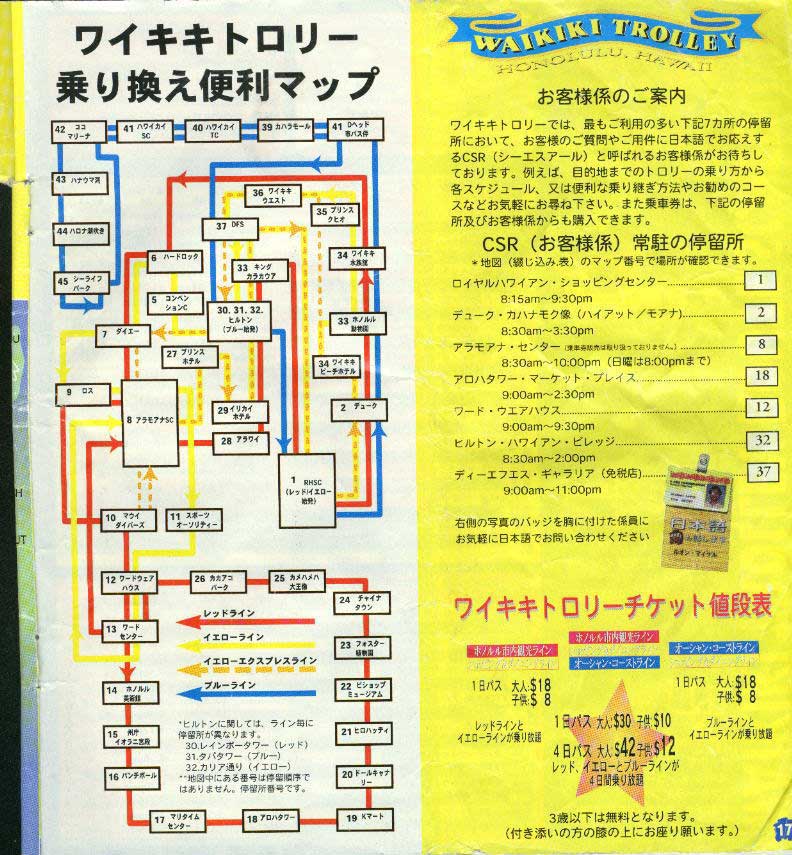 ワイキキトロリー
乗り換え便利マップ
42 ココ
マリーナ
41 ハワイカイ
SC
40 ハワイカイ
TC
39 カハラモール
41 Dヘッド
市バス停
43 ハナウマ湾
44 ハロナ潮吹き
45 シーライフ
パーク
36 ワイキキ
ウエスト
35 プリンス
クヒオ
37 DFS
34 ワイキキ
水族館
6 ハードロック
33 キング
カラカウア
5 コンベン
ションC
30. 31. 32.
ヒルトン
(ブルー始発)
33 ホノルル
動物園
7 ダイエー
27 プリンス
ホテル
34 ワイキキ
ビーチホテル
9 ロス
8 アラモアナSC
29 イリカイ
ホテル
2 デューク
28 アラワイ
1 RHSC
(レッド/イエロー
始発)
10 マウイ
ダイバーズ
11 スポーツ
オーソリティー
12 ワードウェア
ハウス
26 カカアコ
パーク
25 カメハメハ
大王像
24 チャイナ
タウン
13 ワード
センター
レッドライン
イエローライン
イエローエクスプレスライン
ブルーライン
23 フォスター
植物園
14 ホノルル
美術館
22 ビショップ
ミュージアム
15 州庁
イオラニ宮殿
21 ヒロハッティ
16 パンチボール
20 ドールキャナ
リー
17 マリタイム
センター
18 アロハタワー
19 Kマート
*ヒルトンに関しては、ライン毎に
停留所が異なります。
30.レインボータワー(レッド)
31.タパタワー(ブルー)
32.カリア通り(イエロー)
**地図中にある番号は停留順序で
はありません。停留所番号です。
WAIKIKI TROLLEY
HONOLULU, HAWAII
お客様係のご案内
ワイキキトロリーでは、最もご利用の多い下記7カ所の停留
所において、お客様のご質問やご用件に日本語でお応えす
るCSR(シーエスアール)と呼ばれるお客様係がお待ちし
ております。例えば、目的地までのトロリーの乗り方から
各スケジュール、又は便利な乗り継ぎ方法やお勧めのコー
スなどお気軽にお尋ね下さい。また乗車券は、下記の停留
所及びお客様係からも購入できます。
CSR(お客様係)常駐の停留所
*地図(綴じ込み.表)のマップ番号で場所が確認できます。
ロイヤルハワイアン・ショッピングセンター 1
8:15am〜9:30pm
デューク・カハナモク像(ハイアット/モアナ) 2
8:30am〜3:30pm
アラモアナ・センター(乗車券販売は取り扱っておりません。) 8
8:30am〜10:00pm(日曜は8:00pmまで)
アロハタワー・マーケット・プレイス 18
9:00am〜2:30pm
ワード・ウエアハウス 12
9:00am〜9:30pm
ヒルトン・ハワイアン・ビレッジ 32
8:30am〜2:00pm
ディーエフエス・ギャラリア(免税店) 37
9:00am〜11:00pm
右側の写真のバッジを胸に付けた係員に
お気軽に日本語でお問い合わせください
日本語
ルオン・マイケル
ワイキキトロリーチケット値段表
ホノルル市内観光ライン
1日パス 大人:$18
子供:$ 8
レッドラインと
イエローラインが乗り放題
ホノルル市内観光ライン
オーシャン・コーストライン
1日パス 大人:$30 子供:$10
4日パス 大人:$42 子供:$12
レッド、イエローとブルーラインが
4日間乗り放題
オーシャン・コーストライン
1日パス 大人:$18
子供:$ 8
ブルーラインと
イエローラインが乗り放題
3歳以下は無料となります。
(付き添いの方の膝の上にお座り願います。)
17